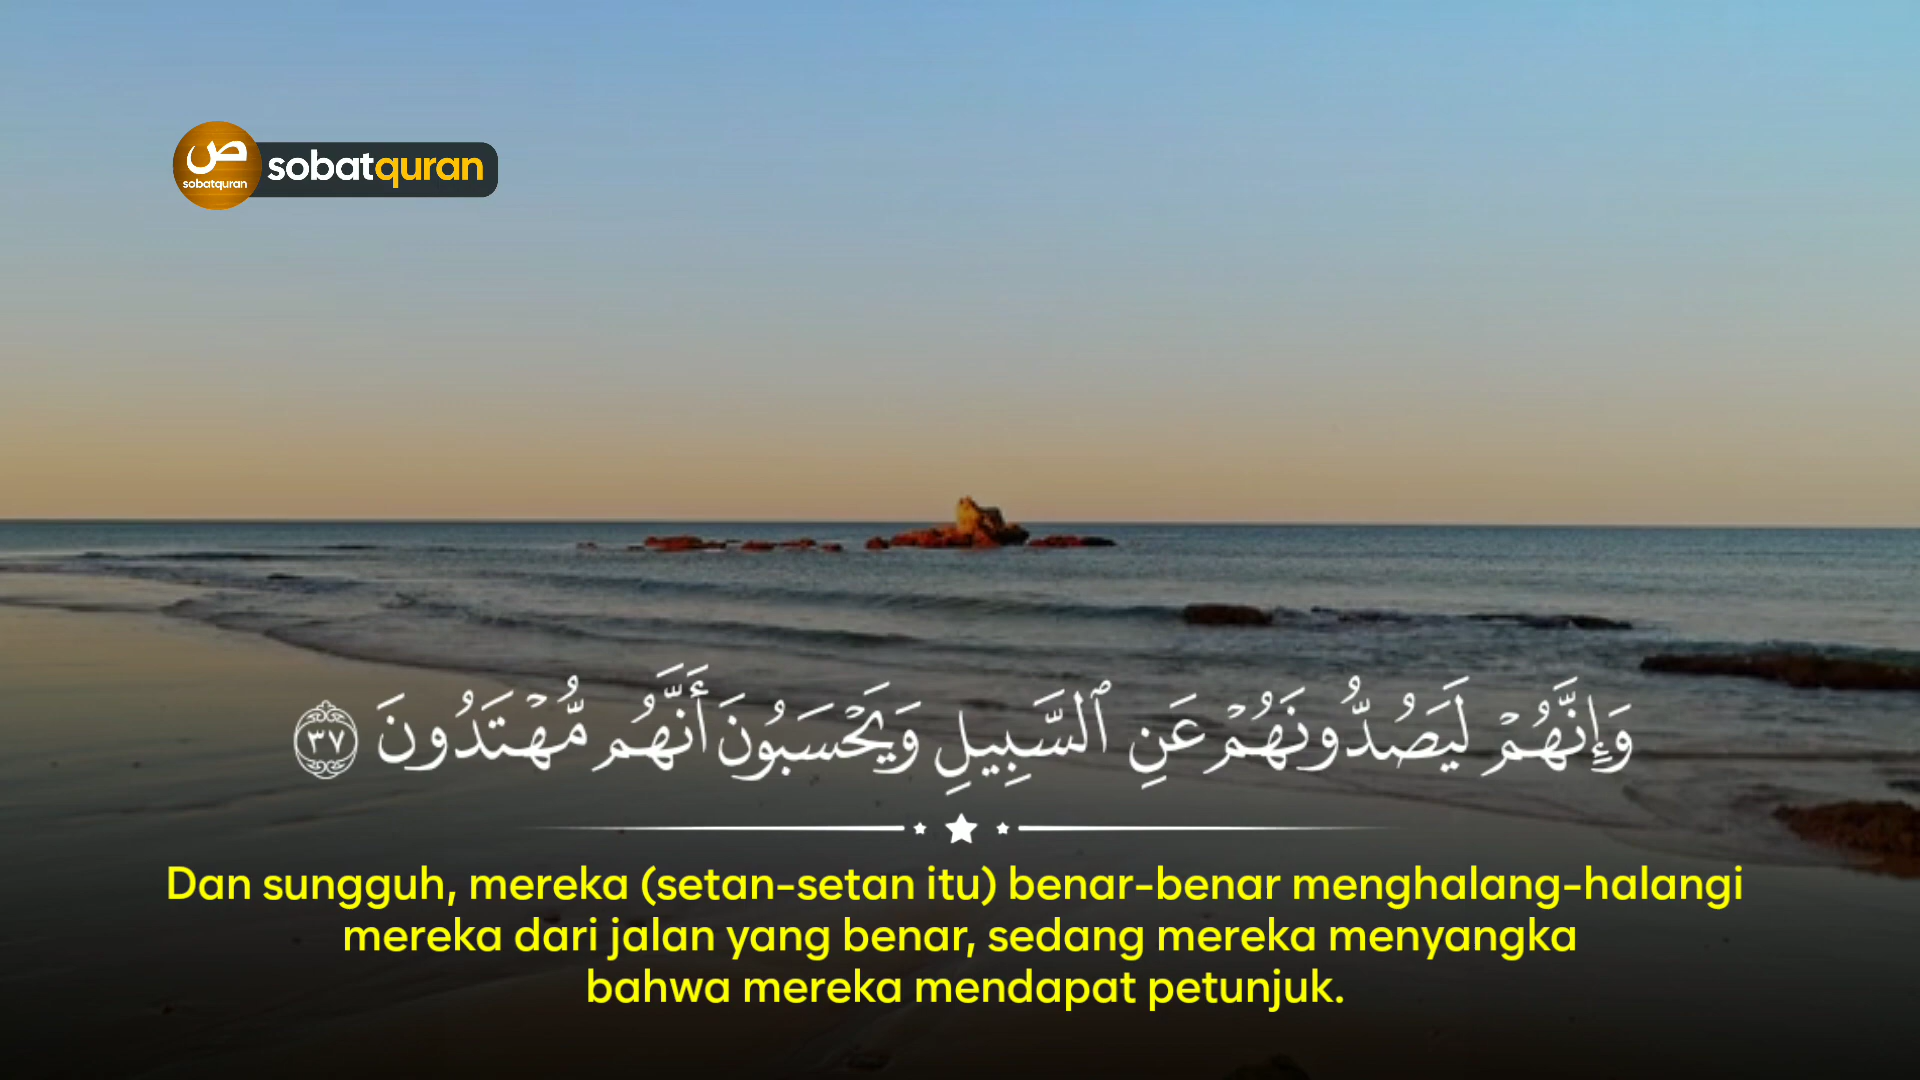 ص
sobatquran
sobatquran
وَإِنَّهُمْ لَيَصُدُّونَهُمْ عَنِ ٱلسَّبِيلِ وَيَحْسَبُونَ أَنَّهُم مُّهْتَدُونَ ٣٧
Dan sungguh, mereka (setan-setan itu) benar-benar menghalang-halangi
mereka dari jalan yang benar, sedang mereka menyangka
bahwa mereka mendapat petunjuk.